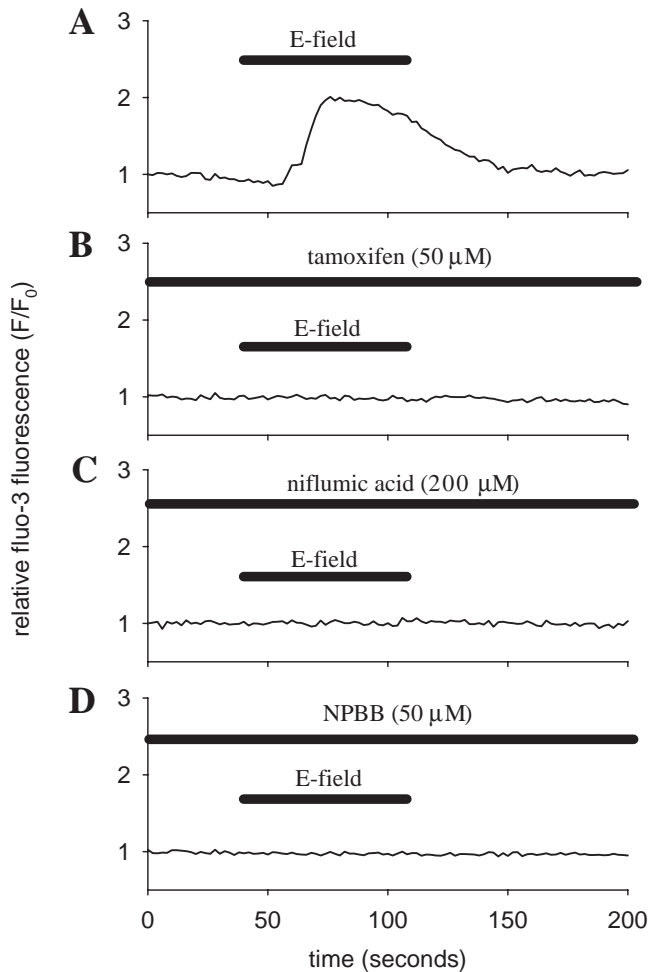 A
3
E-field
2
1
B
3
tamoxifen (50 μM)
2
E-field
1
C
3
niflumic acid (200 μM)
2
E-field
1
D
3
NPBB (50 μM)
2
E-field
1
0 50 100 150 200
time (seconds)
relative fluo-3 fluorescence (F/F₀)